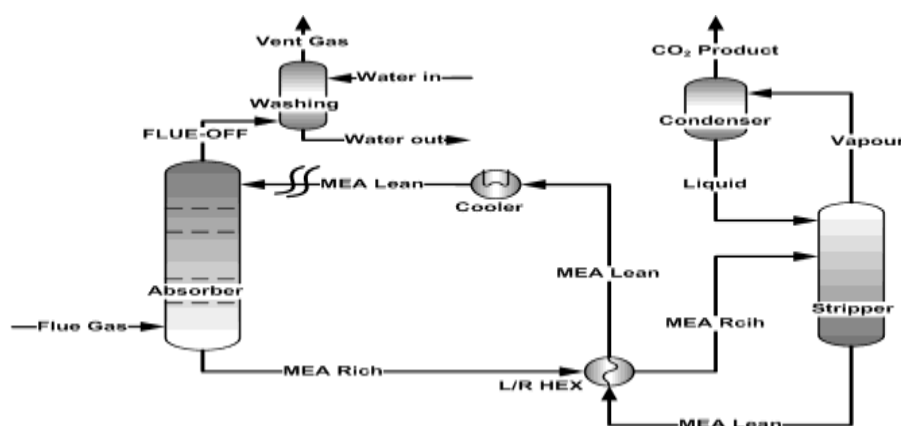 Vent Gas
CO₂ Product
Water in
Washing
Condenser
FLUE-OFF
Water out
Vapour
MEA Lean
Liquid
Cooler
MEA Lean
Absorber
Stripper
Flue Gas
MEA Rcih
MEA Rich
L/R HEX
MEA Lean